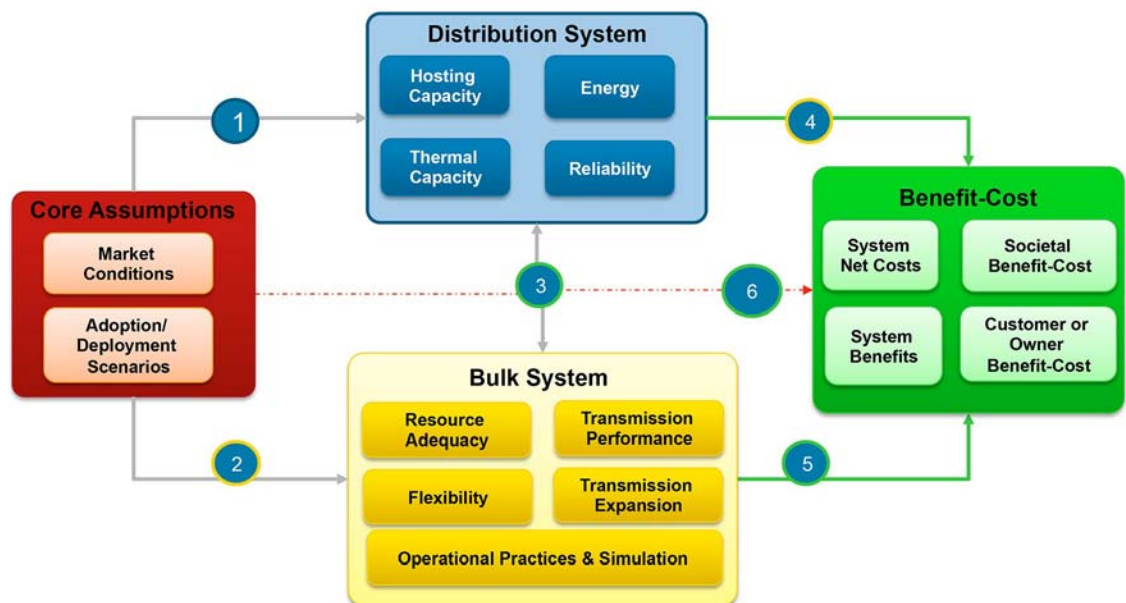 Distribution System
Hosting
Capacity
Energy
Thermal
Capacity
Reliability
1
4
Core Assumptions
Market
Conditions
Adoption/
Deployment
Scenarios
3
6
Benefit-Cost
System
Net Costs
Societal
Benefit-Cost
System
Benefits
Customer or
Owner
Benefit-Cost
Bulk System
Resource
Adequacy
Transmission
Performance
Flexibility
Transmission
Expansion
Operational Practices & Simulation
2
5